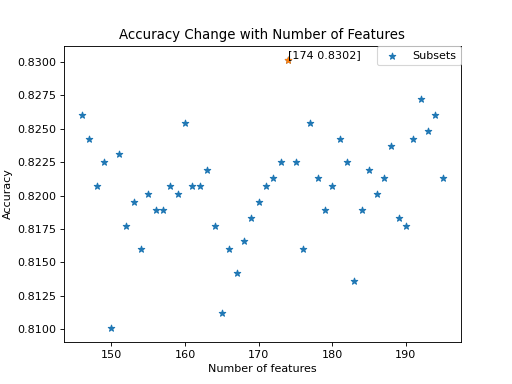 Accuracy Change with Number of Features
[174 0.8302]
Subsets
0.8300
0.8275
0.8250
0.8225
0.8200
0.8175
0.8150
0.8125
0.8100
Accuracy
150 160 170 180 190
Number of features